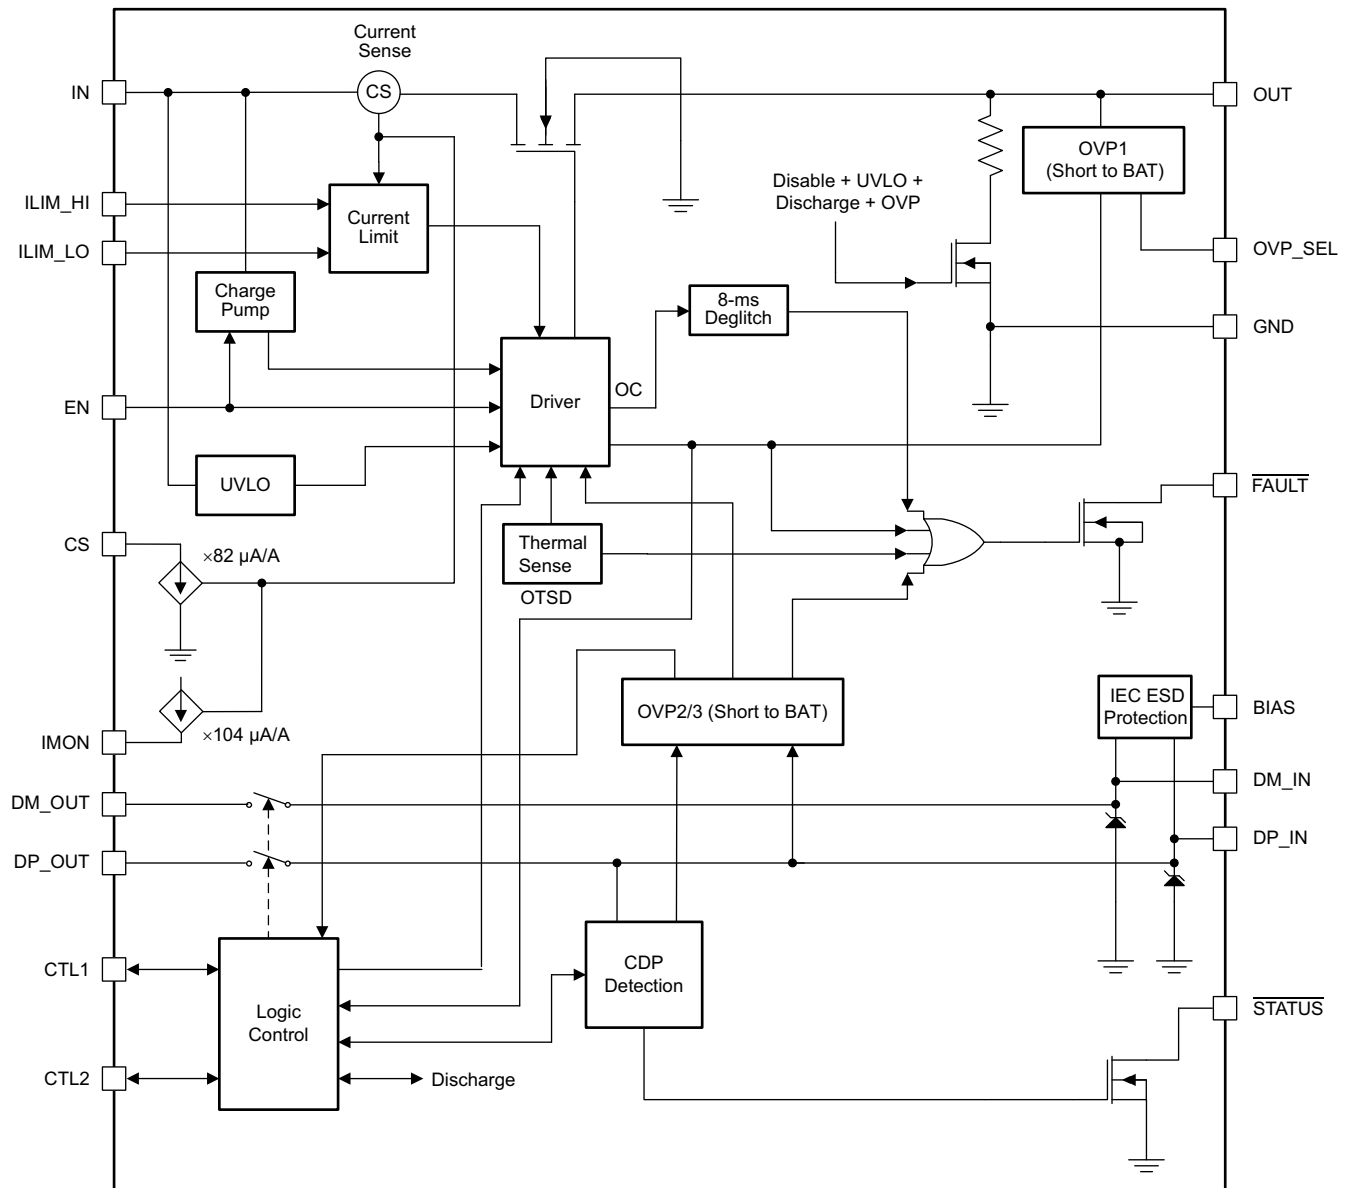 Current
Sense
IN
CS
OUT
OVP1
(Short to BAT)
Disable + UVLO +
Discharge + OVP
ILIM_HI
ILIM_LO
Current
Limit
OVP_SEL
Charge
Pump
8-ms
Deglitch
GND
EN
Driver
OC
UVLO
FAULT
CS
×82 μA/A
Thermal
Sense
OTSD
IMON
×104 μA/A
OVP2/3 (Short to BAT)
IEC ESD
Protection
BIAS
DM_OUT
DM_IN
DP_OUT
DP_IN
CTL1
CDP
Detection
Logic
Control
STATUS
CTL2
Discharge